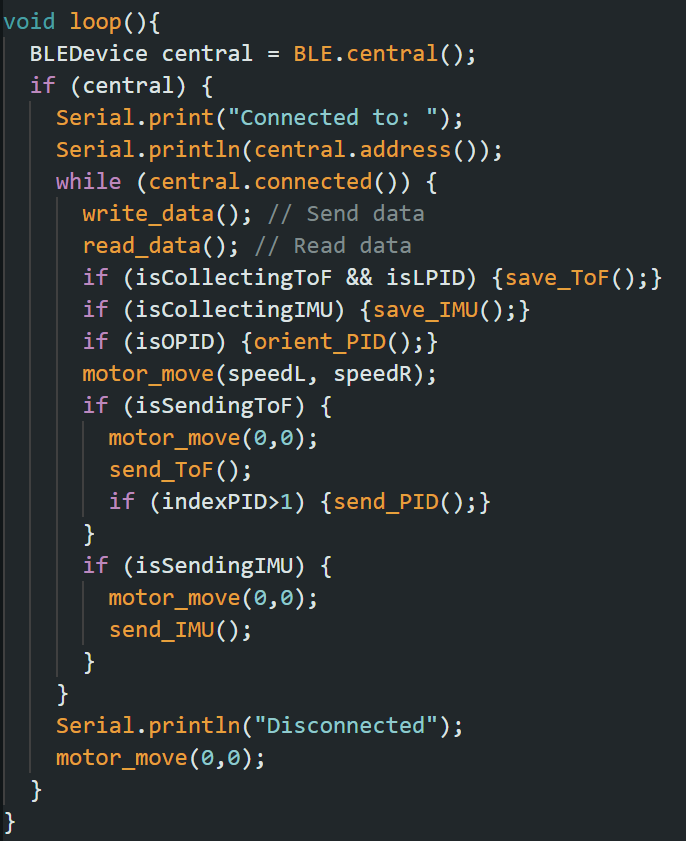 void loop(){
  BLEDevice central = BLE.central();
  if (central) {
    Serial.print("Connected to: ");
    Serial.println(central.address());
    while (central.connected()) {
      write_data(); // Send data
      read_data(); // Read data
      if (isCollectingToF && isLPID) {save_ToF();}
      if (isCollectingIMU) {save_IMU();}
      if (isOPID) {orient_PID();}
      motor_move(speedL, speedR);
      if (isSendingToF) {
        motor_move(0,0);
        send_ToF();
        if (indexPID>1) {send_PID();}
      }
      if (isSendingIMU) {
        motor_move(0,0);
        send_IMU();
      }
    }
    Serial.println("Disconnected");
    motor_move(0,0);
  }
}